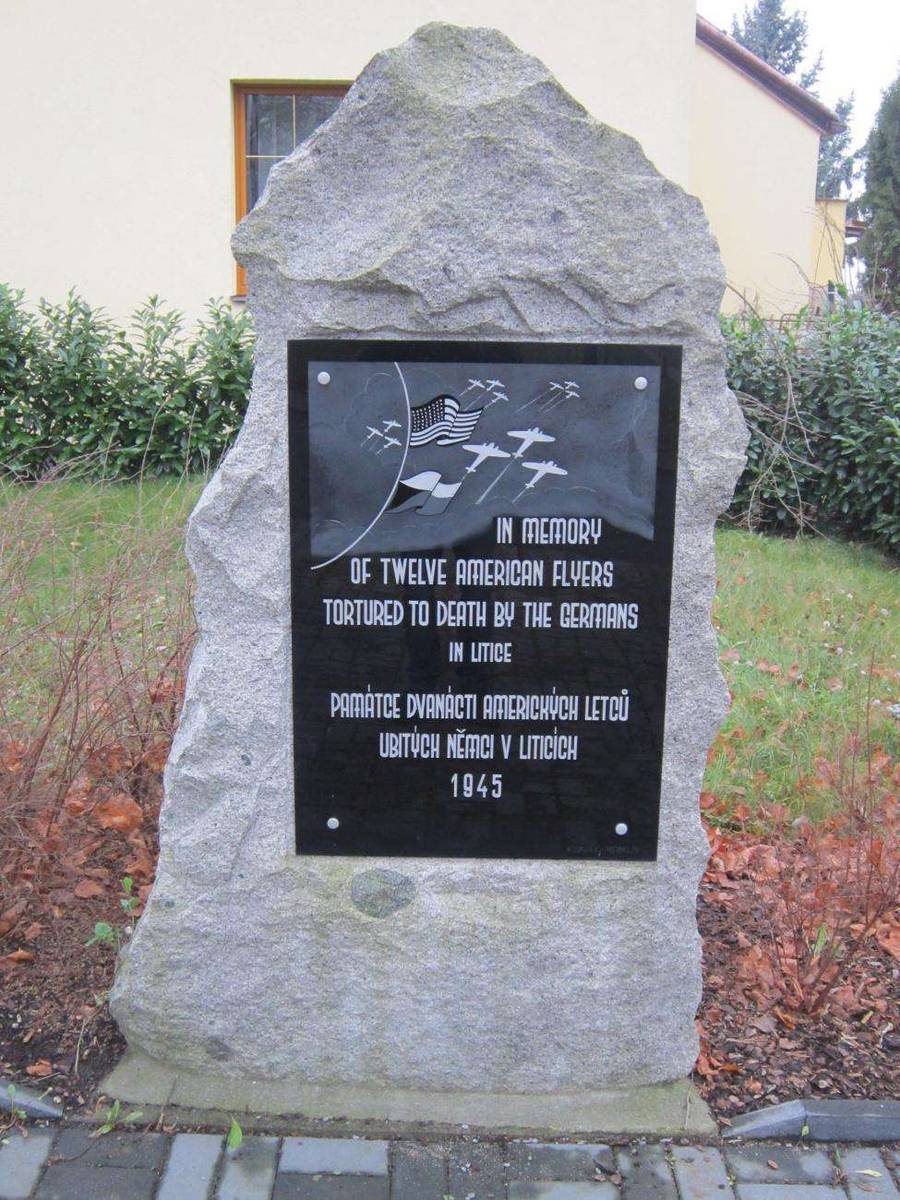 IN MEMORY
OF TWELVE AMERICAN FLYERS
TORTURED TO DEATH BY THE GERMANS
IN LITICE
PAMÁTCE DVANÁCTI AMERICKÝCH LETCŮ
UBITÝCH NĚMCI V LITICÍCH
1945